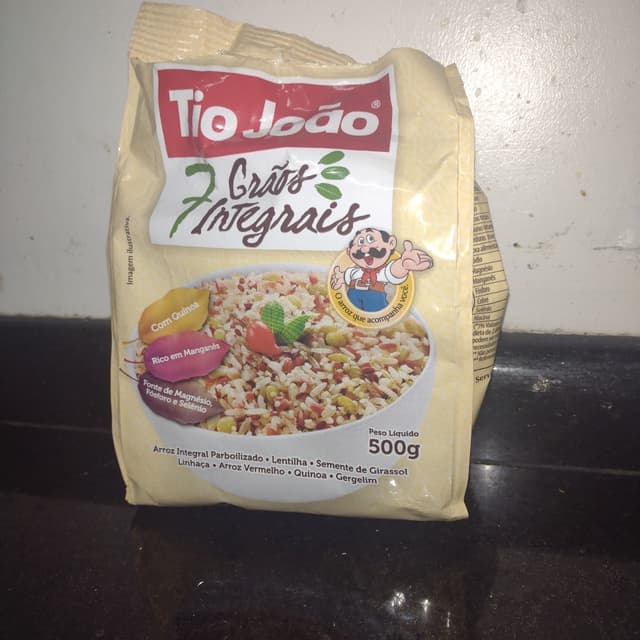 Tio João®
7 Grãos
Integrais
Imagem ilustrativa.
O arroz que acompanha você.
Com Quinoa
Rico em Manganês
Fonte de Magnésio,
Fósforo e Selênio
Peso Líquido
500g
Arroz Integral Parboilizado • Lentilha • Semente de Girassol
Linhaça • Arroz Vermelho • Quinoa • Gergelim